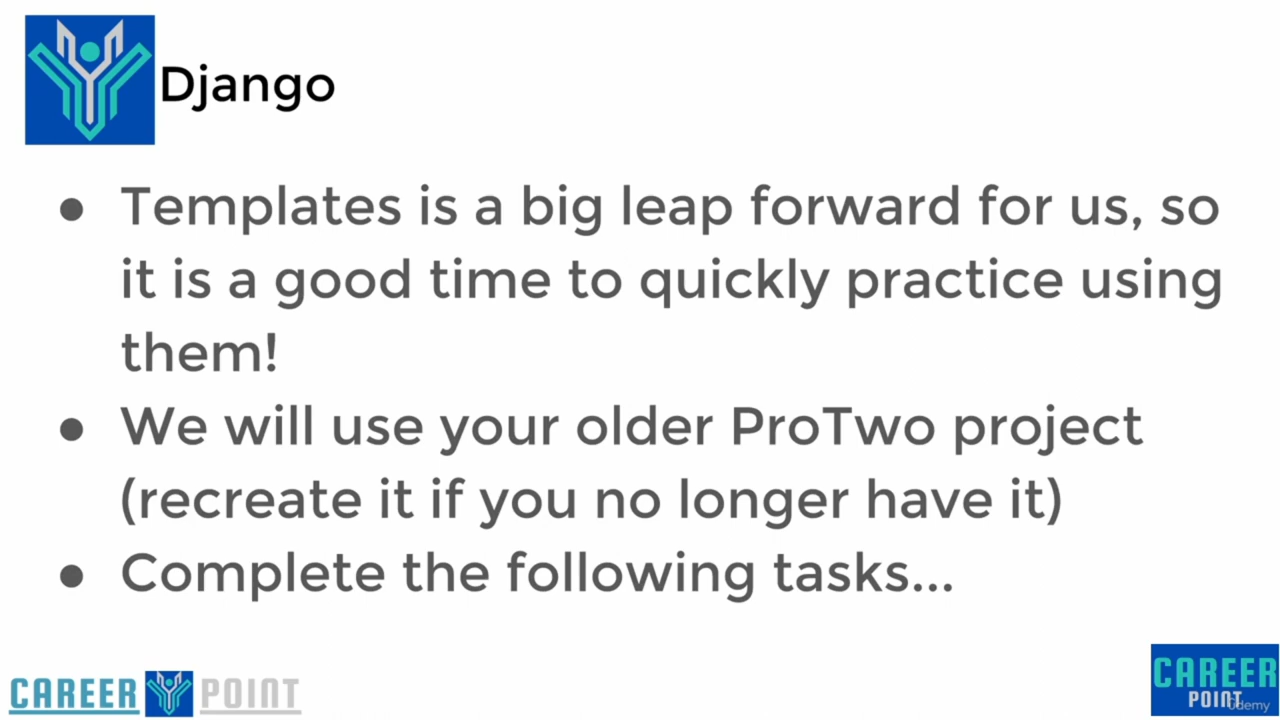 Django
● Templates is a big leap forward for us, so
it is a good time to quickly practice using
them!
● We will use your older ProTwo project
(recreate it if you no longer have it)
● Complete the following tasks...
CAREER POINT
CAREER
POINT
Udemy